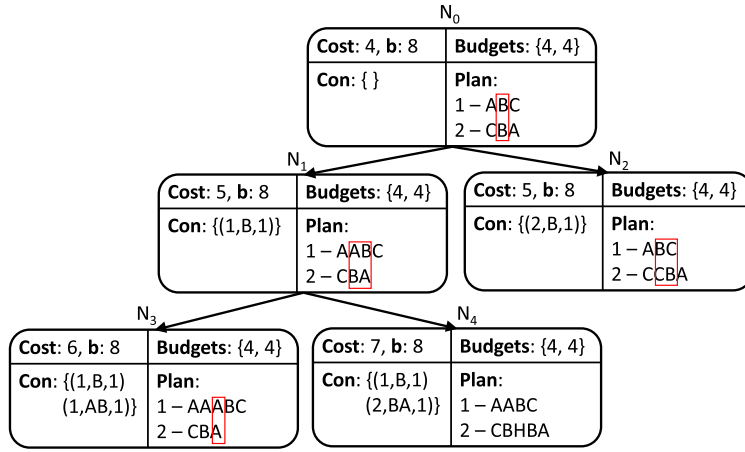 N0
Cost: 4, b: 8 Budgets: {4, 4}
Con: { } Plan:
1 – ABC
2 – CBA
N1
Cost: 5, b: 8 Budgets: {4, 4}
Con: {(1,B,1)} Plan:
1 – AABC
2 – CBA
N2
Cost: 5, b: 8 Budgets: {4, 4}
Con: {(2,B,1)} Plan:
1 – ABC
2 – CCBA
N3
Cost: 6, b: 8 Budgets: {4, 4}
Con: {(1,B,1) Plan:
(1,AB,1)} 1 – AAABC
2 – CBA
N4
Cost: 7, b: 8 Budgets: {4, 4}
Con: {(1,B,1) Plan:
(2,BA,1)} 1 – AABC
2 – CBHBA